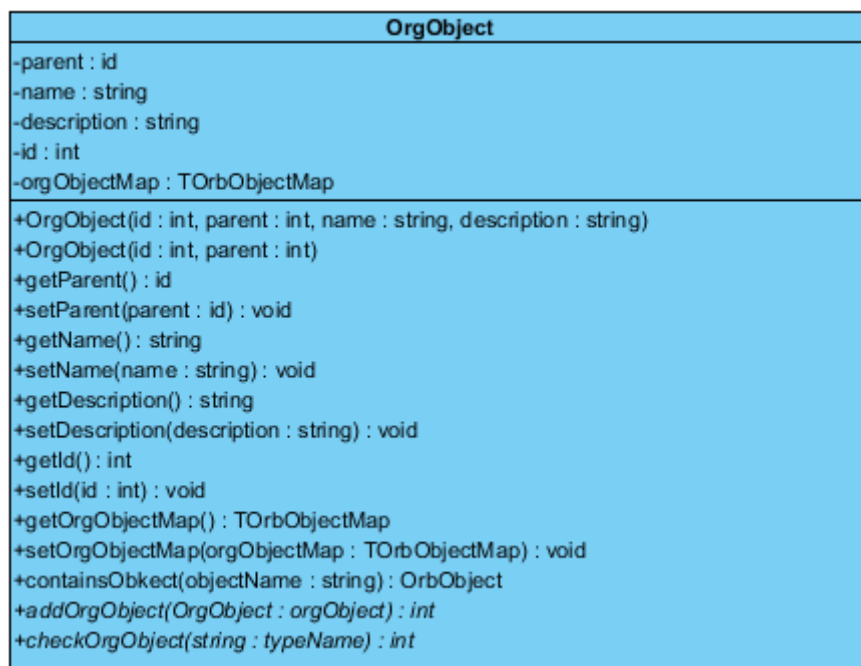 OrgObject
-parent : id
-name : string
-description : string
-id : int
-orgObjectMap : TOrbObjectMap
+OrgObject(id : int, parent : int, name : string, description : string)
+OrgObject(id : int, parent : int)
+getParent() : id
+setParent(parent : id) : void
+getName() : string
+setName(name : string) : void
+getDescription() : string
+setDescription(description : string) : void
+getId() : int
+setId(id : int) : void
+getOrgObjectMap() : TOrbObjectMap
+setOrgObjectMap(orgObjectMap : TOrbObjectMap) : void
+containsObkect(objectName : string) : OrbObject
+addOrgObject(OrgObject : orgObject) : int
+checkOrgObject(string : typeName) : int